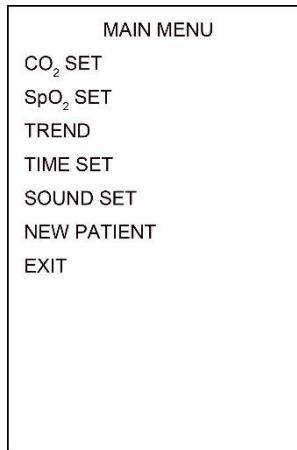 MAIN MENU
CO₂ SET
SpO₂ SET
TREND
TIME SET
SOUND SET
NEW PATIENT
EXIT